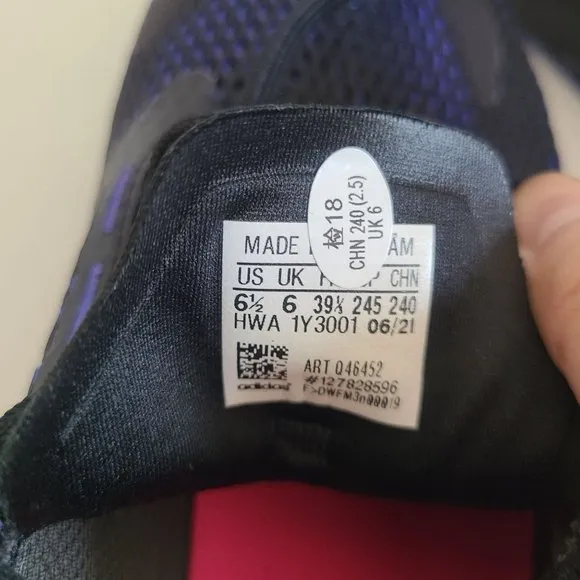 检18
CHN 240 (2.5)
UK 6
MADE ÂM
US UK CHN
6½ 6 39⅓ 245 240
HWA 1Y3001 06/21
ART Q46452
#127828596
adidas